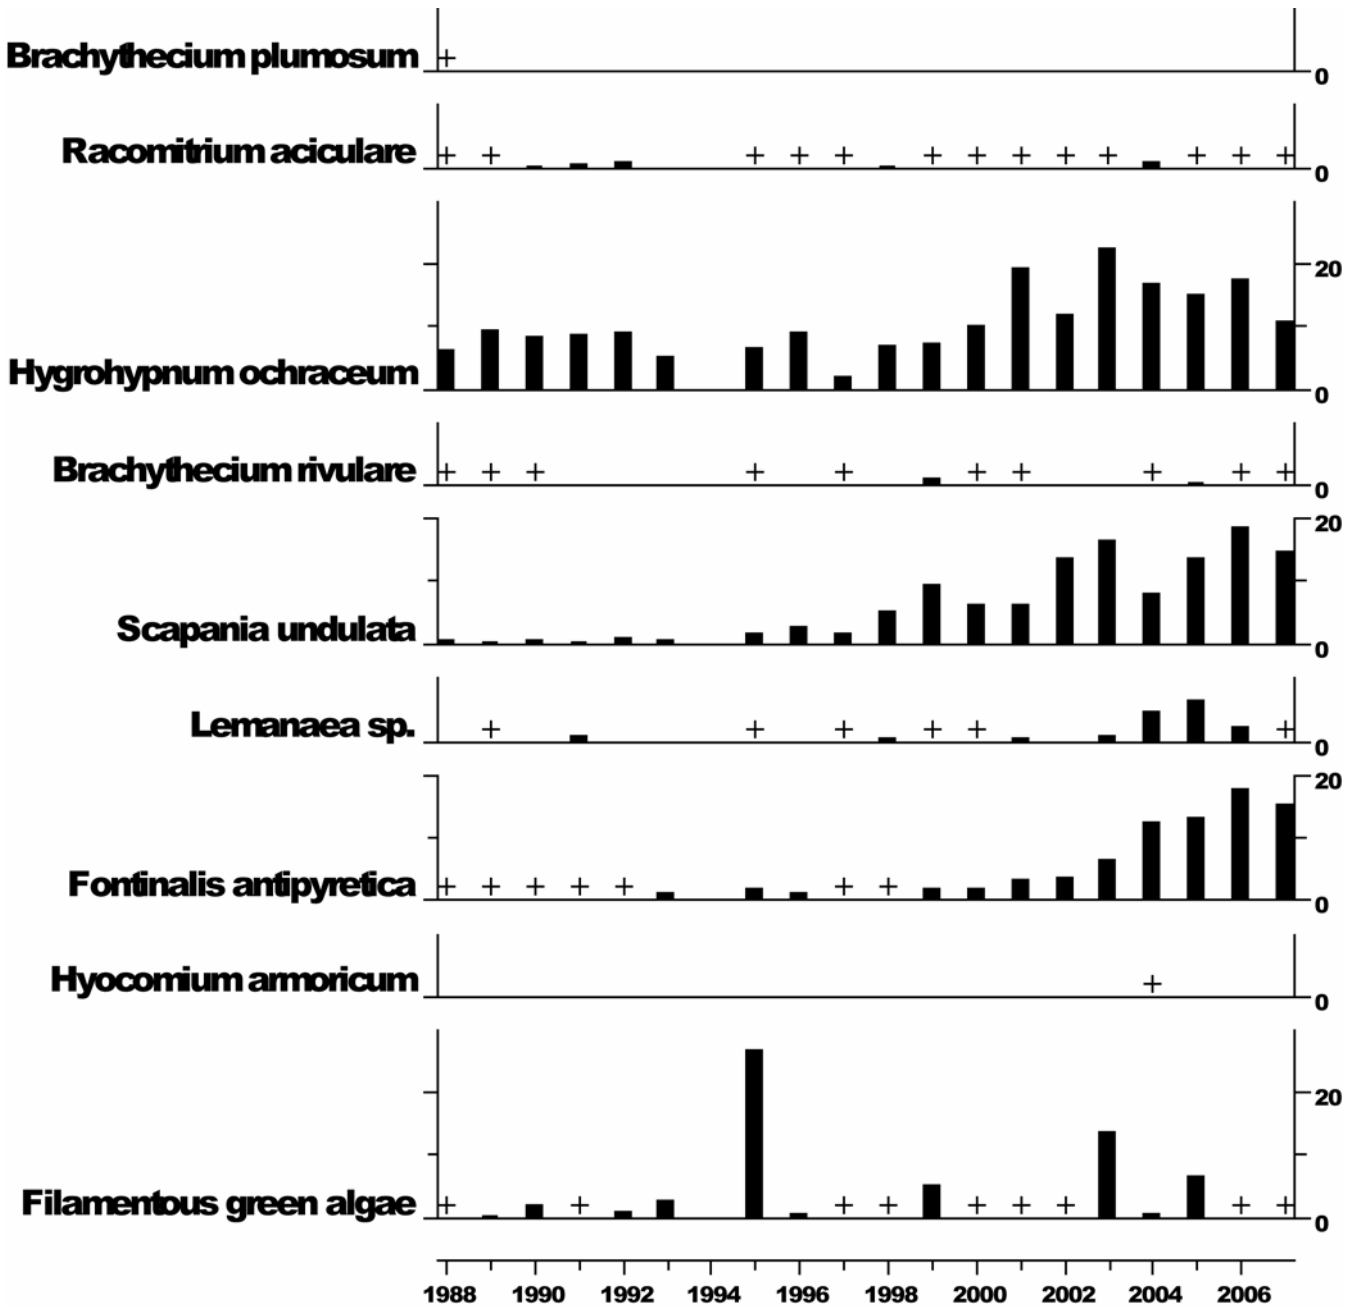 Brachythecium plumosum
0
Racomitrium aciculare
0
20
Hygrohypnum ochraceum
0
Brachythecium rivulare
0
20
Scapania undulata
0
Lemanaea sp.
0
20
Fontinalis antipyretica
0
Hyocomium armoricum
0
20
Filamentous green algae
0
1988 1990 1992 1994 1996 1998 2000 2002 2004 2006